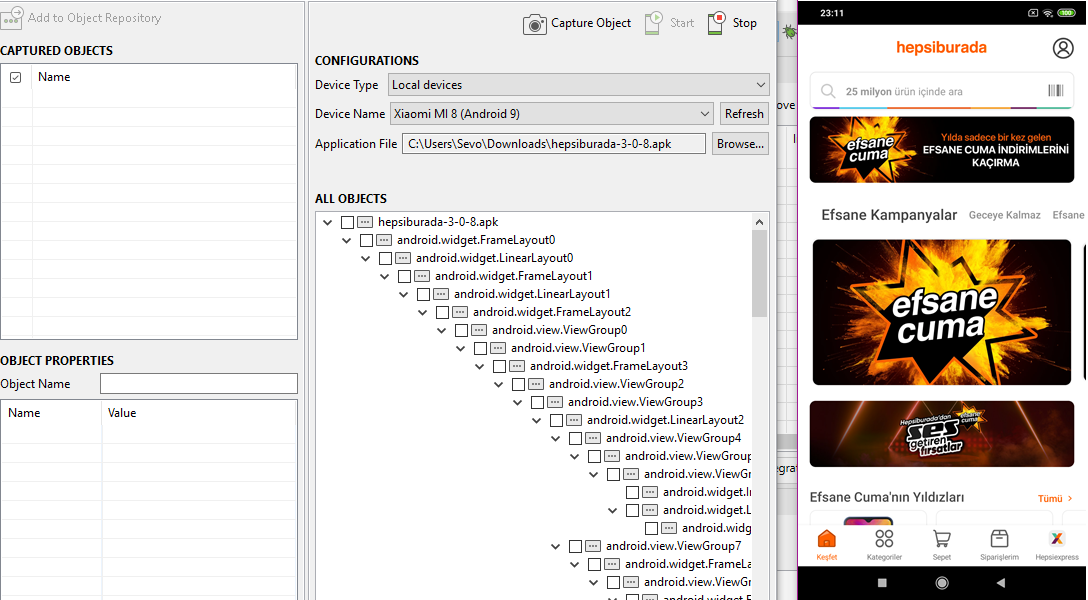 Add to Object Repository
CAPTURED OBJECTS
Name
OBJECT PROPERTIES
Object Name
Name Value
Capture Object Start Stop
CONFIGURATIONS
Device Type Local devices
Device Name Xiaomi MI 8 (Android 9) Refresh
Application File C:\Users\Sevo\Downloads\hepsiburada-3-0-8.apk Browse...
ALL OBJECTS
hepsiburada-3-0-8.apk
android.widget.FrameLayout0
android.widget.LinearLayout0
android.widget.FrameLayout1
android.widget.LinearLayout1
android.widget.FrameLayout2
android.view.ViewGroup0
android.view.ViewGroup1
android.widget.FrameLayout3
android.view.ViewGroup2
android.view.ViewGroup3
android.widget.LinearLayout2
android.view.ViewGroup4
android.view.ViewGroup
android.view.ViewGr
android.widget.I
android.widget.L
android.widg
android.view.ViewGroup7
android.widget.FrameLa
android.view.ViewGr
android.widget.F
ove
egrat
23:11 100
hepsiburada
25 milyon ürün içinde ara
efsane
cuma
Yılda sadece bir kez gelen
EFSANE CUMA İNDİRİMLERİNİ
KAÇIRMA
Efsane Kampanyalar Geceye Kalmaz Efsane
efsane
cuma
Hepsiburada'dan
efsane
cuma
ses
getiren
fırsatlar
Efsane Cuma'nın Yıldızları Tümü >
Keşfet Kategoriler Sepet Siparişlerim Hepsiexpress